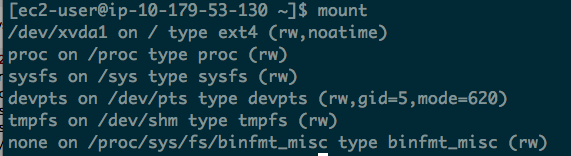 [ec2-user@ip-10-179-53-130 ~]$ mount
/dev/xvda1 on / type ext4 (rw,noatime)
proc on /proc type proc (rw)
sysfs on /sys type sysfs (rw)
devpts on /dev/pts type devpts (rw,gid=5,mode=620)
tmpfs on /dev/shm type tmpfs (rw)
none on /proc/sys/fs/binfmt_misc type binfmt_misc (rw)